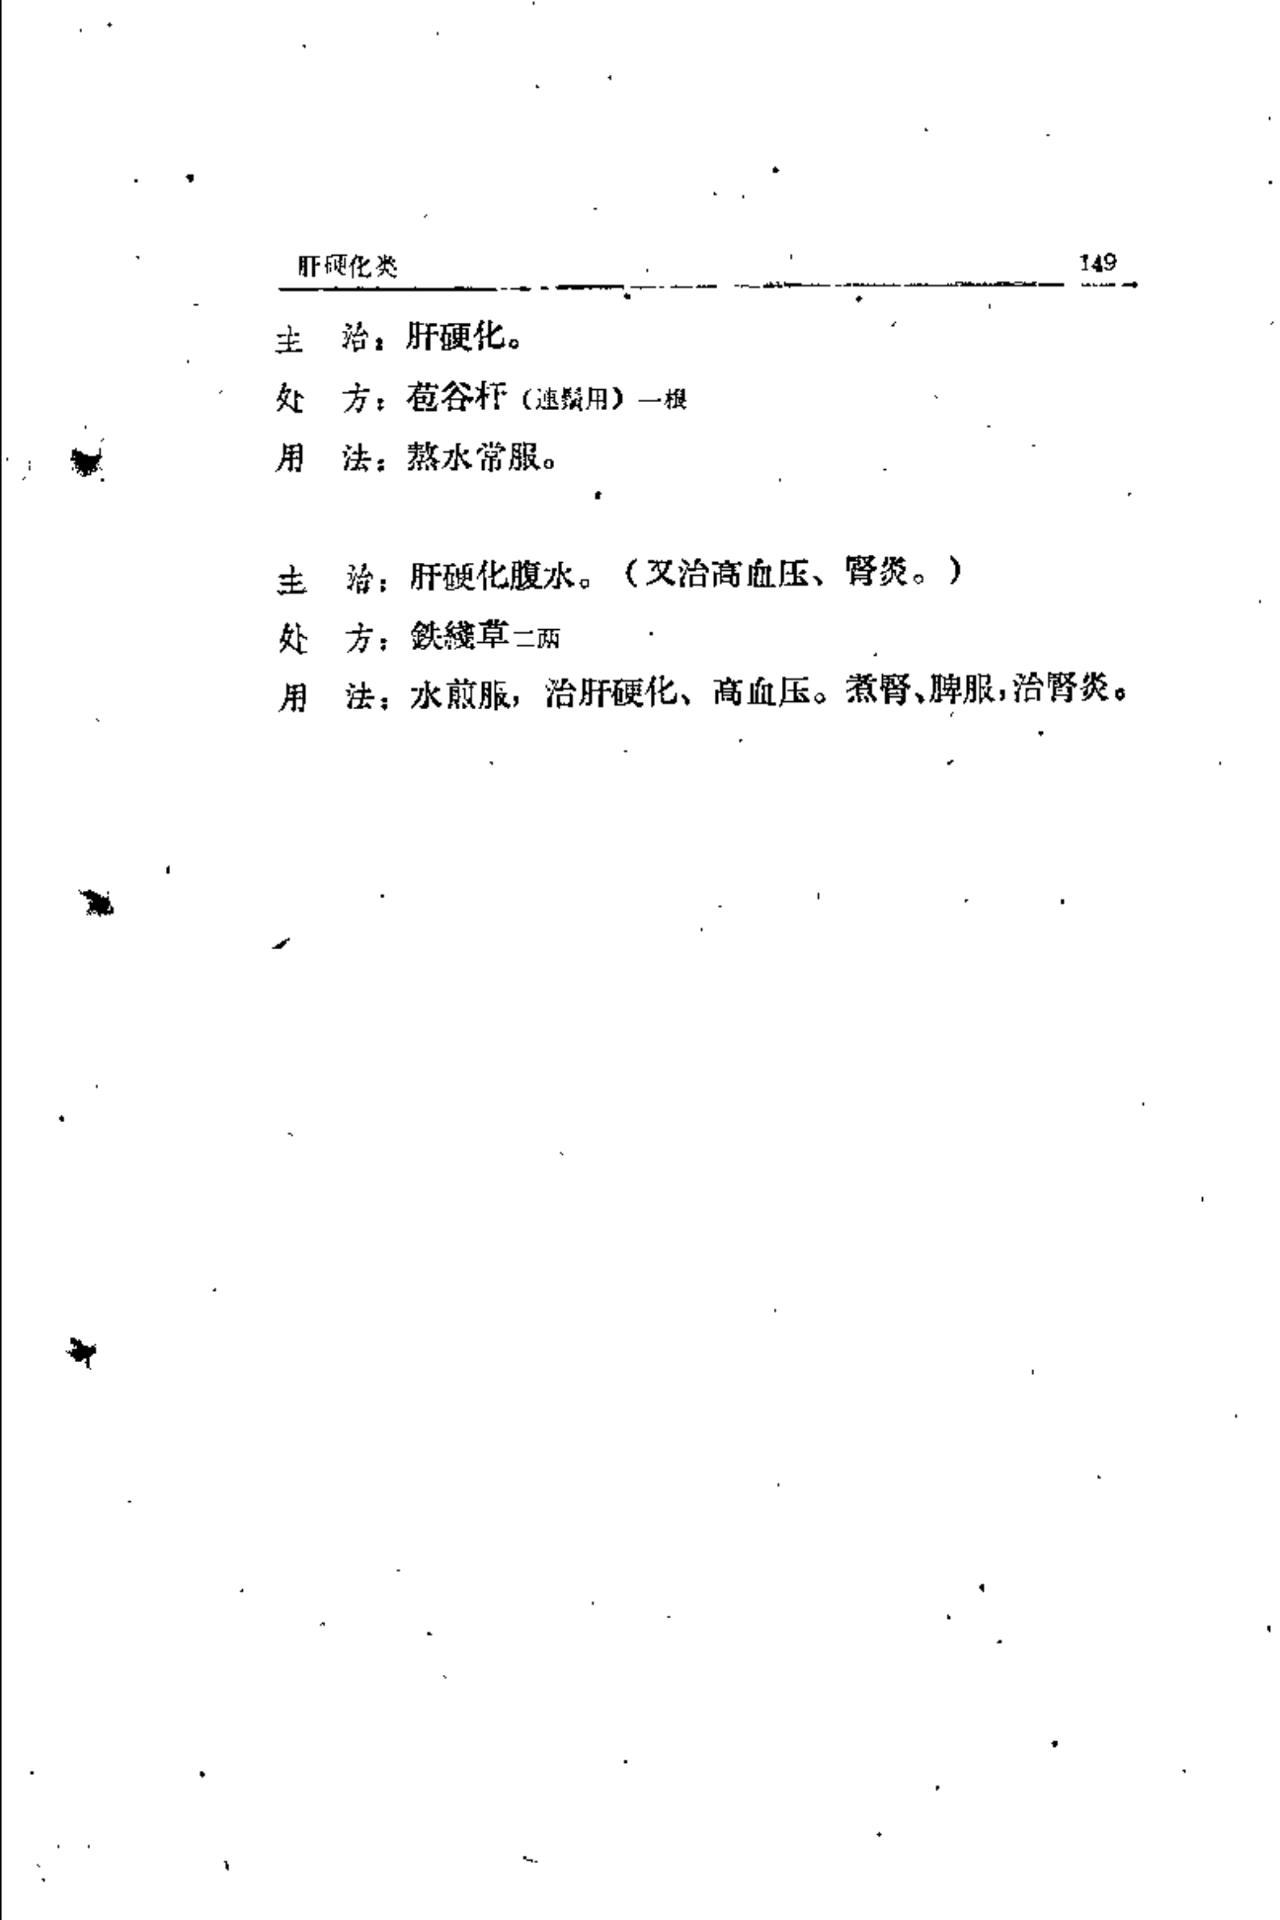 肝硬化类 149
主　治：肝硬化。
处　方：苞谷杆（連鬚用）一根
用　法：熬水常服。
主　治：肝硬化腹水。（又治高血压、腎炎。）
处　方：鉄綫草二两
用　法：水煎服，治肝硬化、高血压。煮腎、脾服，治腎炎。